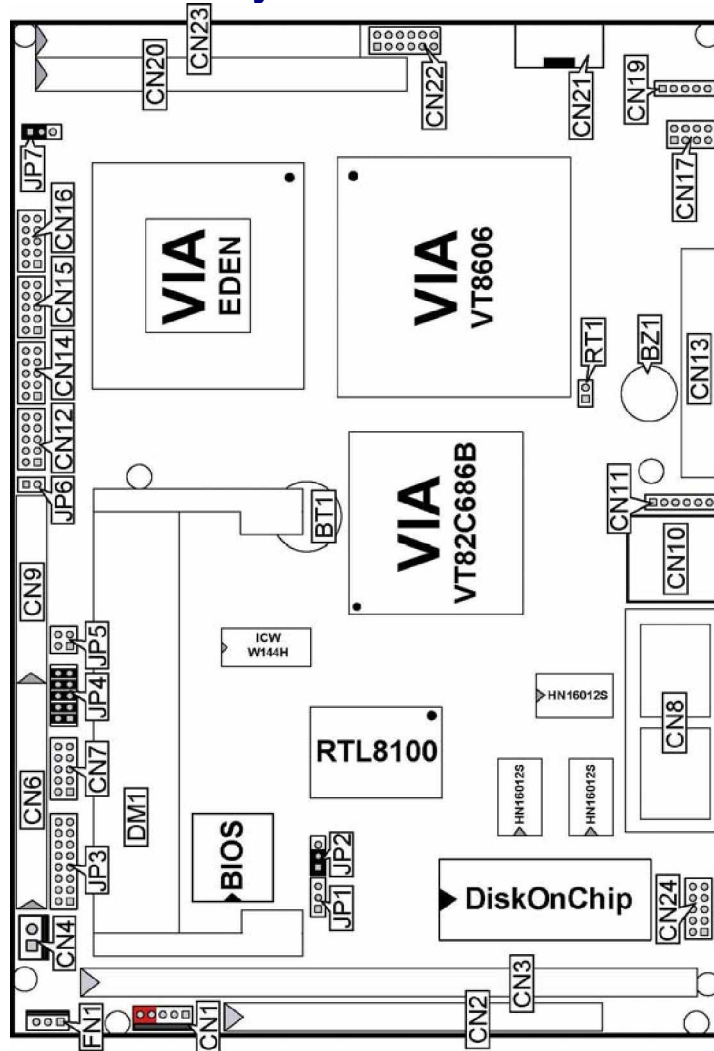 CN23
CN20
CN22
CN21
CN19
CN17
JP7
CN16
VIA
EDEN
VIA
VT8606
CN15
CN14
CN12
JP6
RT1
BZ1
CN13
CN11
CN10
BT1
VIA
VT82C686B
CN9
JP5
JP4
ICW
W144H
HN16012S
CN8
RTL8100
CN7
CN6
DM1
HN16012S
HN16012S
BIOS
JP3
JP2
JP1
DiskOnChip
CN24
CN4
CN3
CN2
FN1
CN1